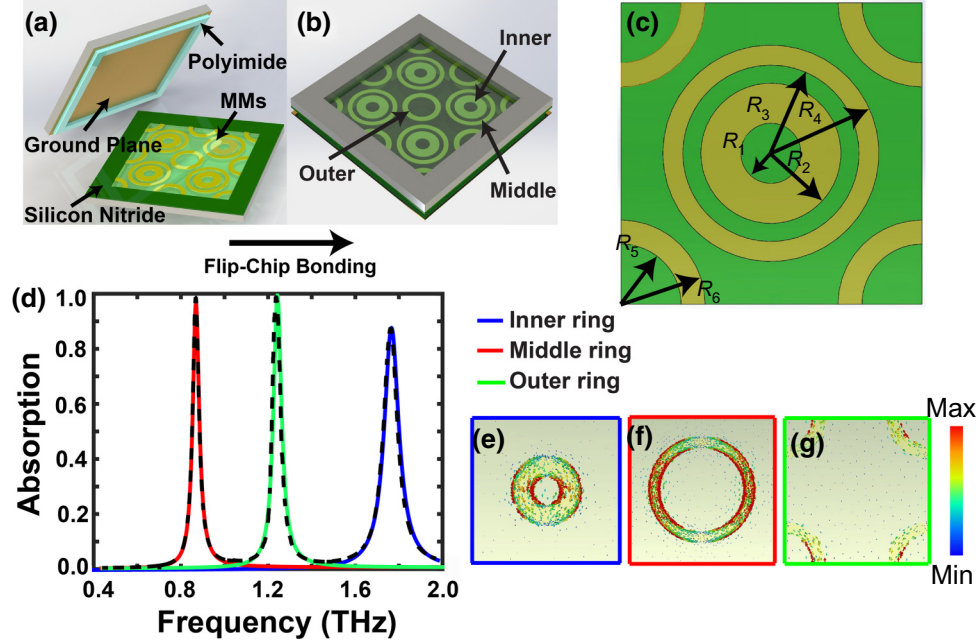 (a)
Polyimide
MMs
Ground Plane
Silicon Nitride
(b)
Inner
Outer
Middle
Flip-Chip Bonding
(c)
R3
R4
R1
R2
R5
R6
(d)
1.0
0.8
0.6
0.4
0.2
0.0
Absorption
0.4
0.8
1.2
1.6
2.0
Frequency (THz)
Inner ring
Middle ring
Outer ring
(e)
(f)
(g)
Max
Min